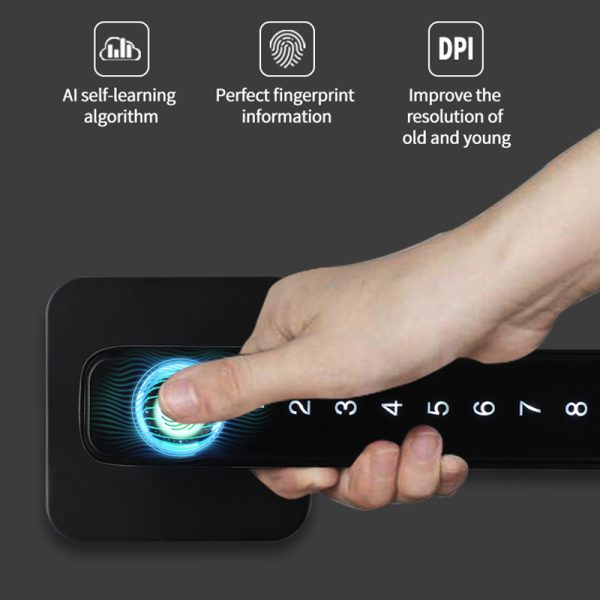 DPI
AI self-learning
algorithm
Perfect fingerprint
information
Improve the
resolution of
old and young
2 3 4 5 6 7 8